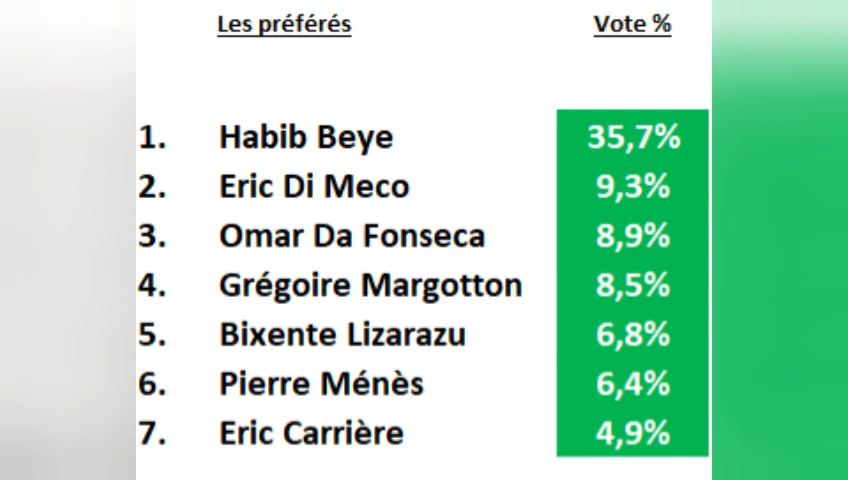 Les préférés Vote %
1. Habib Beye 35,7%
2. Eric Di Meco 9,3%
3. Omar Da Fonseca 8,9%
4. Grégoire Margotton 8,5%
5. Bixente Lizarazu 6,8%
6. Pierre Ménès 6,4%
7. Eric Carrière 4,9%